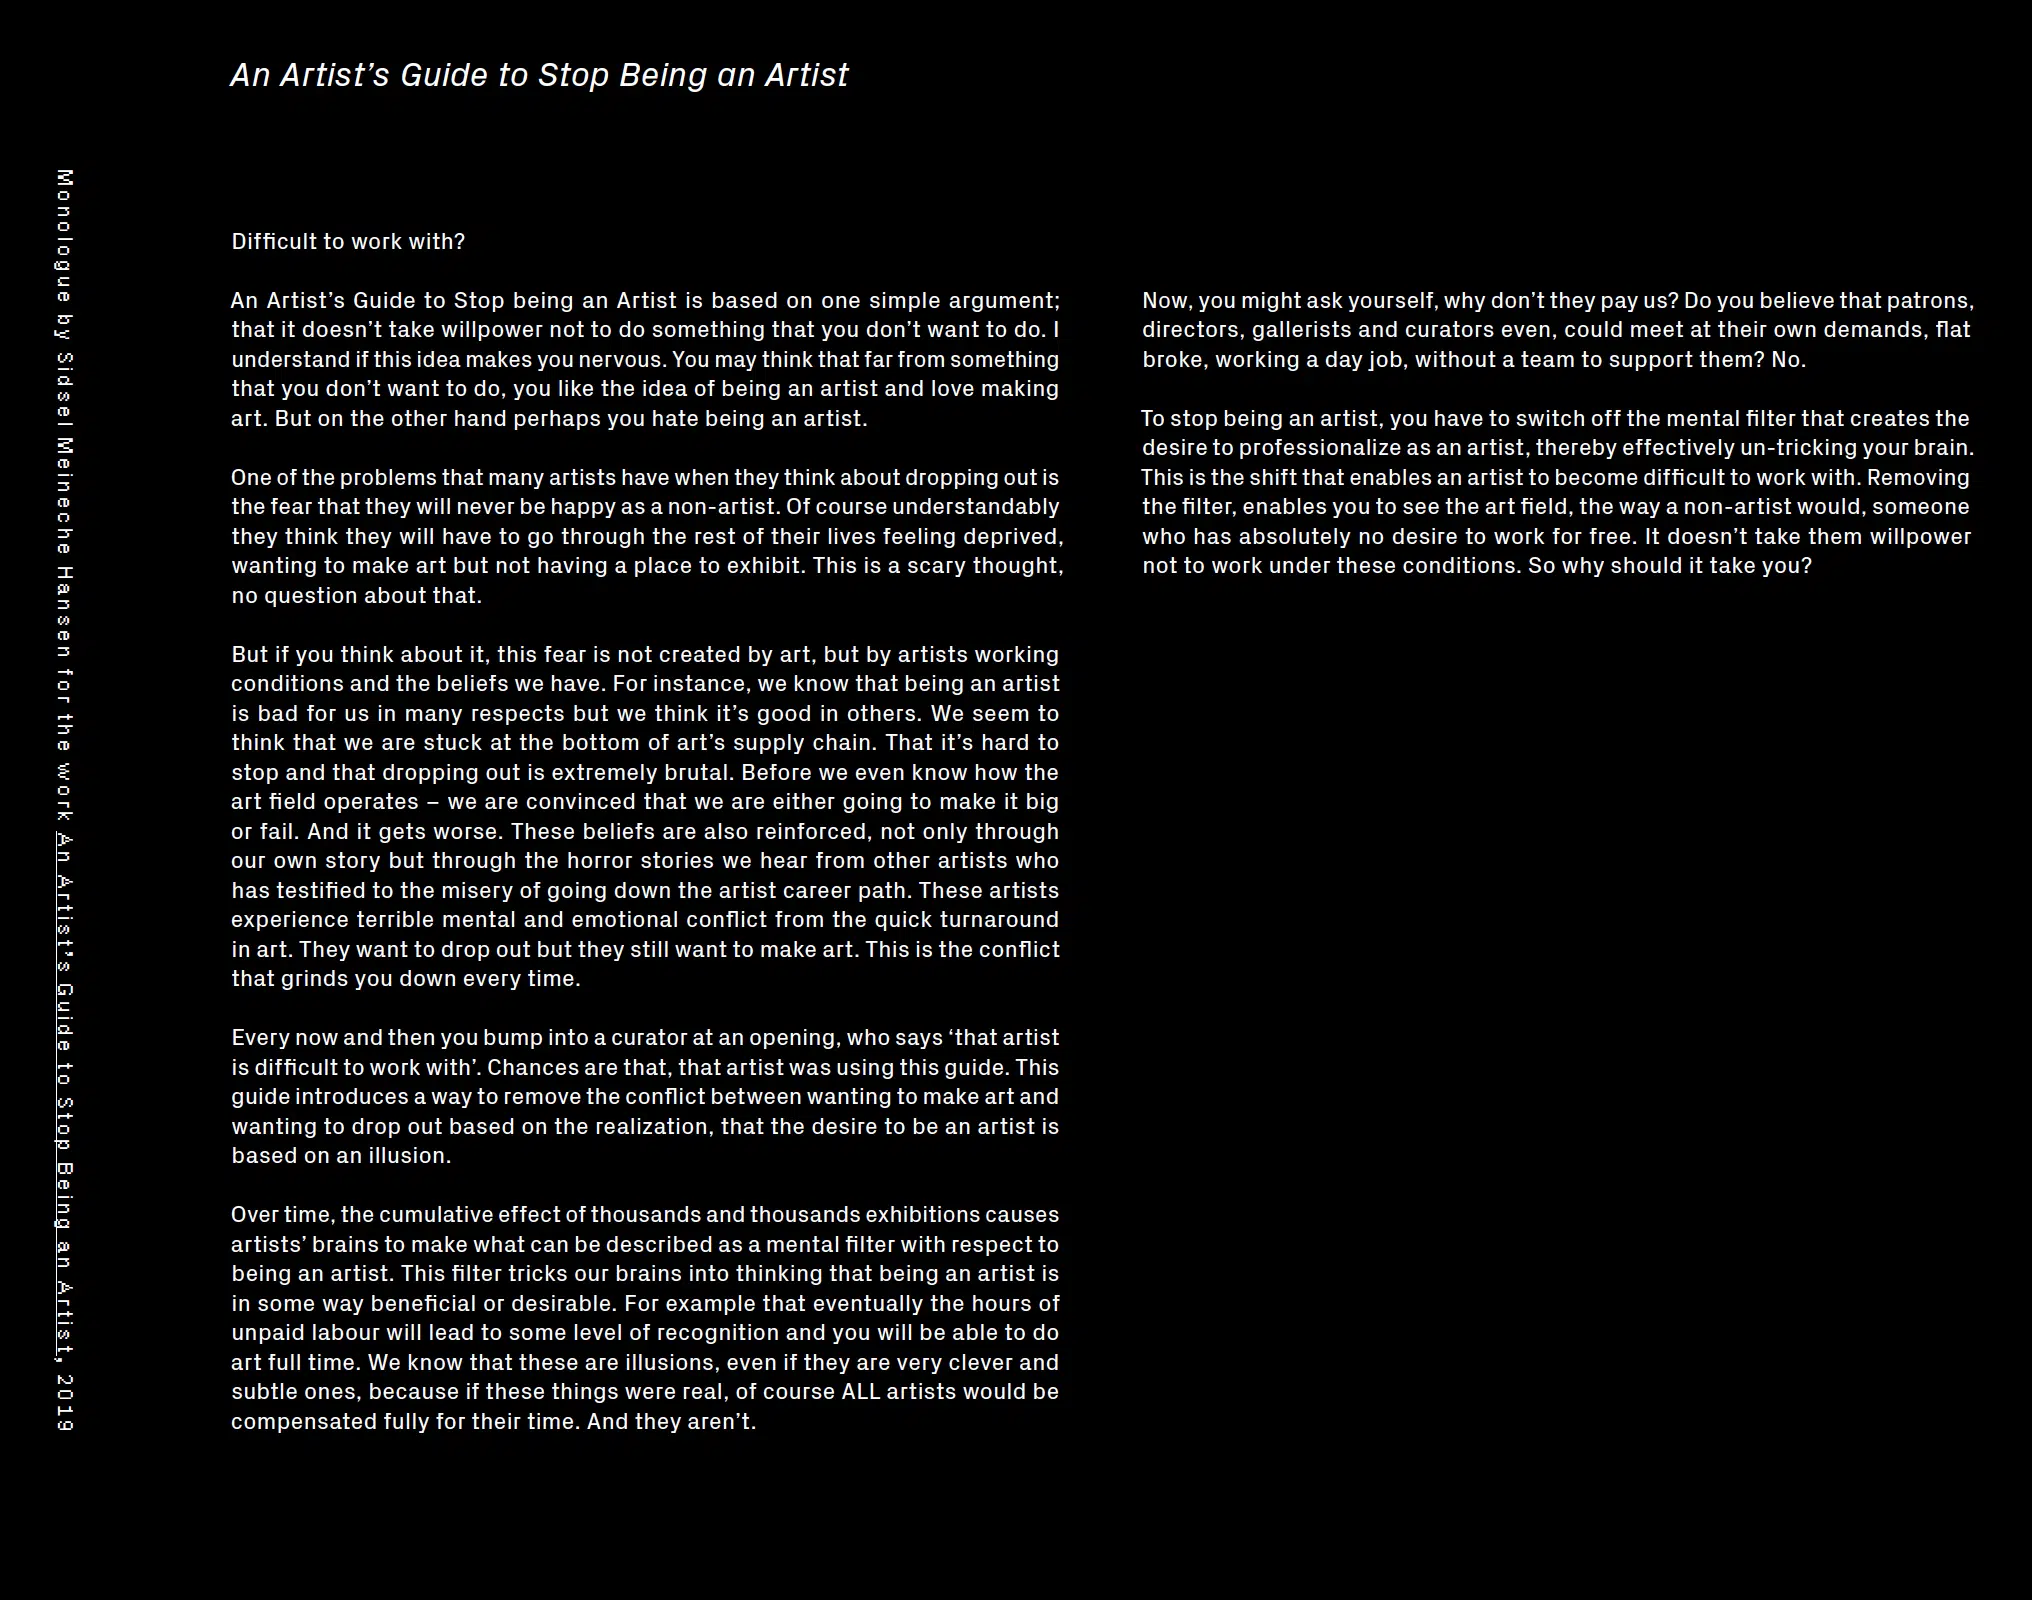 An Artist’s Guide to Stop Being an Artist
Monologue by Sidsel Meineche Hansen for the work An Artist’s Guide to Stop Being an Artist, 2019
Difficult to work with?
An Artist’s Guide to Stop being an Artist is based on one simple argument;
that it doesn’t take willpower not to do something that you don’t want to do. I
understand if this idea makes you nervous. You may think that far from something
that you don’t want to do, you like the idea of being an artist and love making
art. But on the other hand perhaps you hate being an artist.
One of the problems that many artists have when they think about dropping out is
the fear that they will never be happy as a non-artist. Of course understandably
they think they will have to go through the rest of their lives feeling deprived,
wanting to make art but not having a place to exhibit. This is a scary thought,
no question about that.
But if you think about it, this fear is not created by art, but by artists working
conditions and the beliefs we have. For instance, we know that being an artist
is bad for us in many respects but we think it’s good in others. We seem to
think that we are stuck at the bottom of art’s supply chain. That it’s hard to
stop and that dropping out is extremely brutal. Before we even know how the
art field operates – we are convinced that we are either going to make it big
or fail. And it gets worse. These beliefs are also reinforced, not only through
our own story but through the horror stories we hear from other artists who
has testified to the misery of going down the artist career path. These artists
experience terrible mental and emotional conflict from the quick turnaround
in art. They want to drop out but they still want to make art. This is the conflict
that grinds you down every time.
Every now and then you bump into a curator at an opening, who says ‘that artist
is difficult to work with’. Chances are that, that artist was using this guide. This
guide introduces a way to remove the conflict between wanting to make art and
wanting to drop out based on the realization, that the desire to be an artist is
based on an illusion.
Over time, the cumulative effect of thousands and thousands exhibitions causes
artists’ brains to make what can be described as a mental filter with respect to
being an artist. This filter tricks our brains into thinking that being an artist is
in some way beneficial or desirable. For example that eventually the hours of
unpaid labour will lead to some level of recognition and you will be able to do
art full time. We know that these are illusions, even if they are very clever and
subtle ones, because if these things were real, of course ALL artists would be
compensated fully for their time. And they aren’t.
Now, you might ask yourself, why don’t they pay us? Do you believe that patrons,
directors, gallerists and curators even, could meet at their own demands, flat
broke, working a day job, without a team to support them? No.
To stop being an artist, you have to switch off the mental filter that creates the
desire to professionalize as an artist, thereby effectively un-tricking your brain.
This is the shift that enables an artist to become difficult to work with. Removing
the filter, enables you to see the art field, the way a non-artist would, someone
who has absolutely no desire to work for free. It doesn’t take them willpower
not to work under these conditions. So why should it take you?